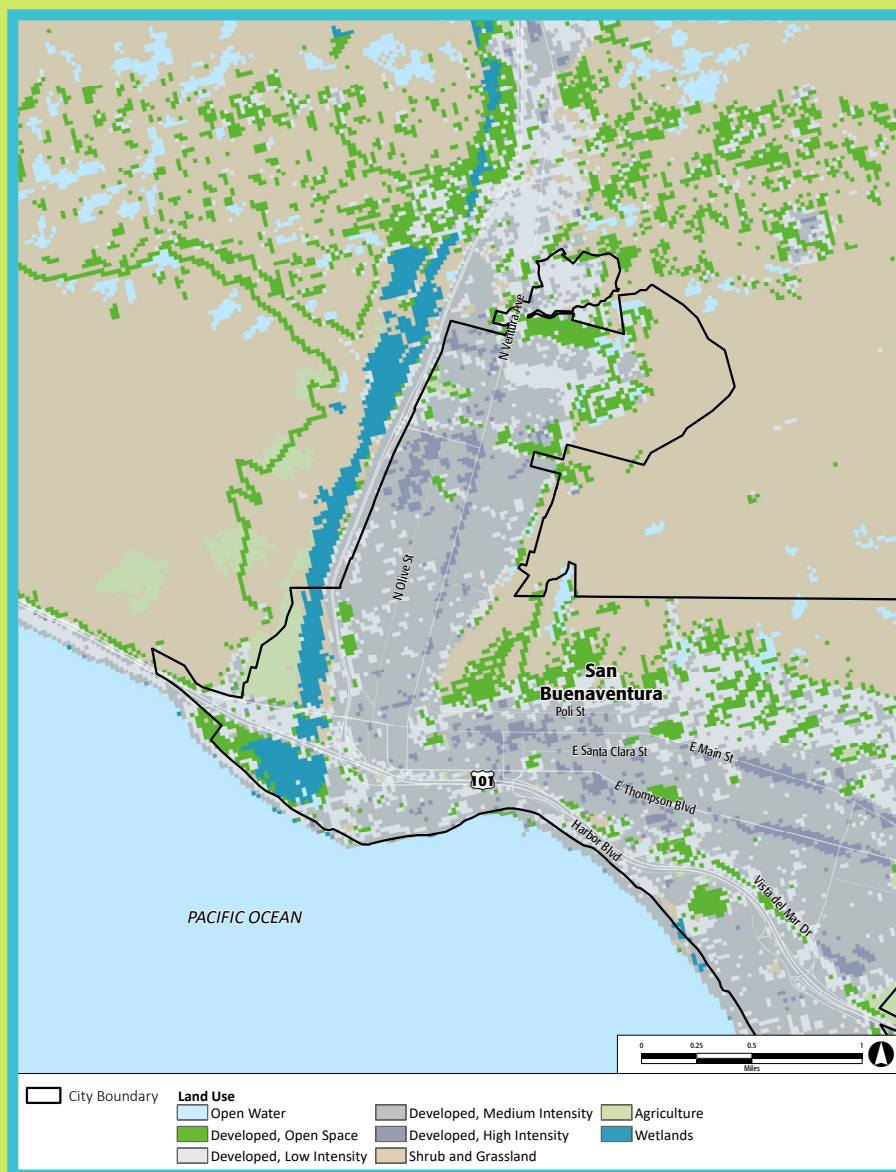 N Ventura Ave
N Olive St
San
Buenaventura
Poli St
E Santa Clara St
E Main St
101
E Thompson Blvd
Harbor Blvd
Vista del Mar Dr
PACIFIC OCEAN
0 0.25 0.5 1
Miles
City Boundary
Land Use
Open Water
Developed, Open Space
Developed, Low Intensity
Developed, Medium Intensity
Developed, High Intensity
Shrub and Grassland
Agriculture
Wetlands